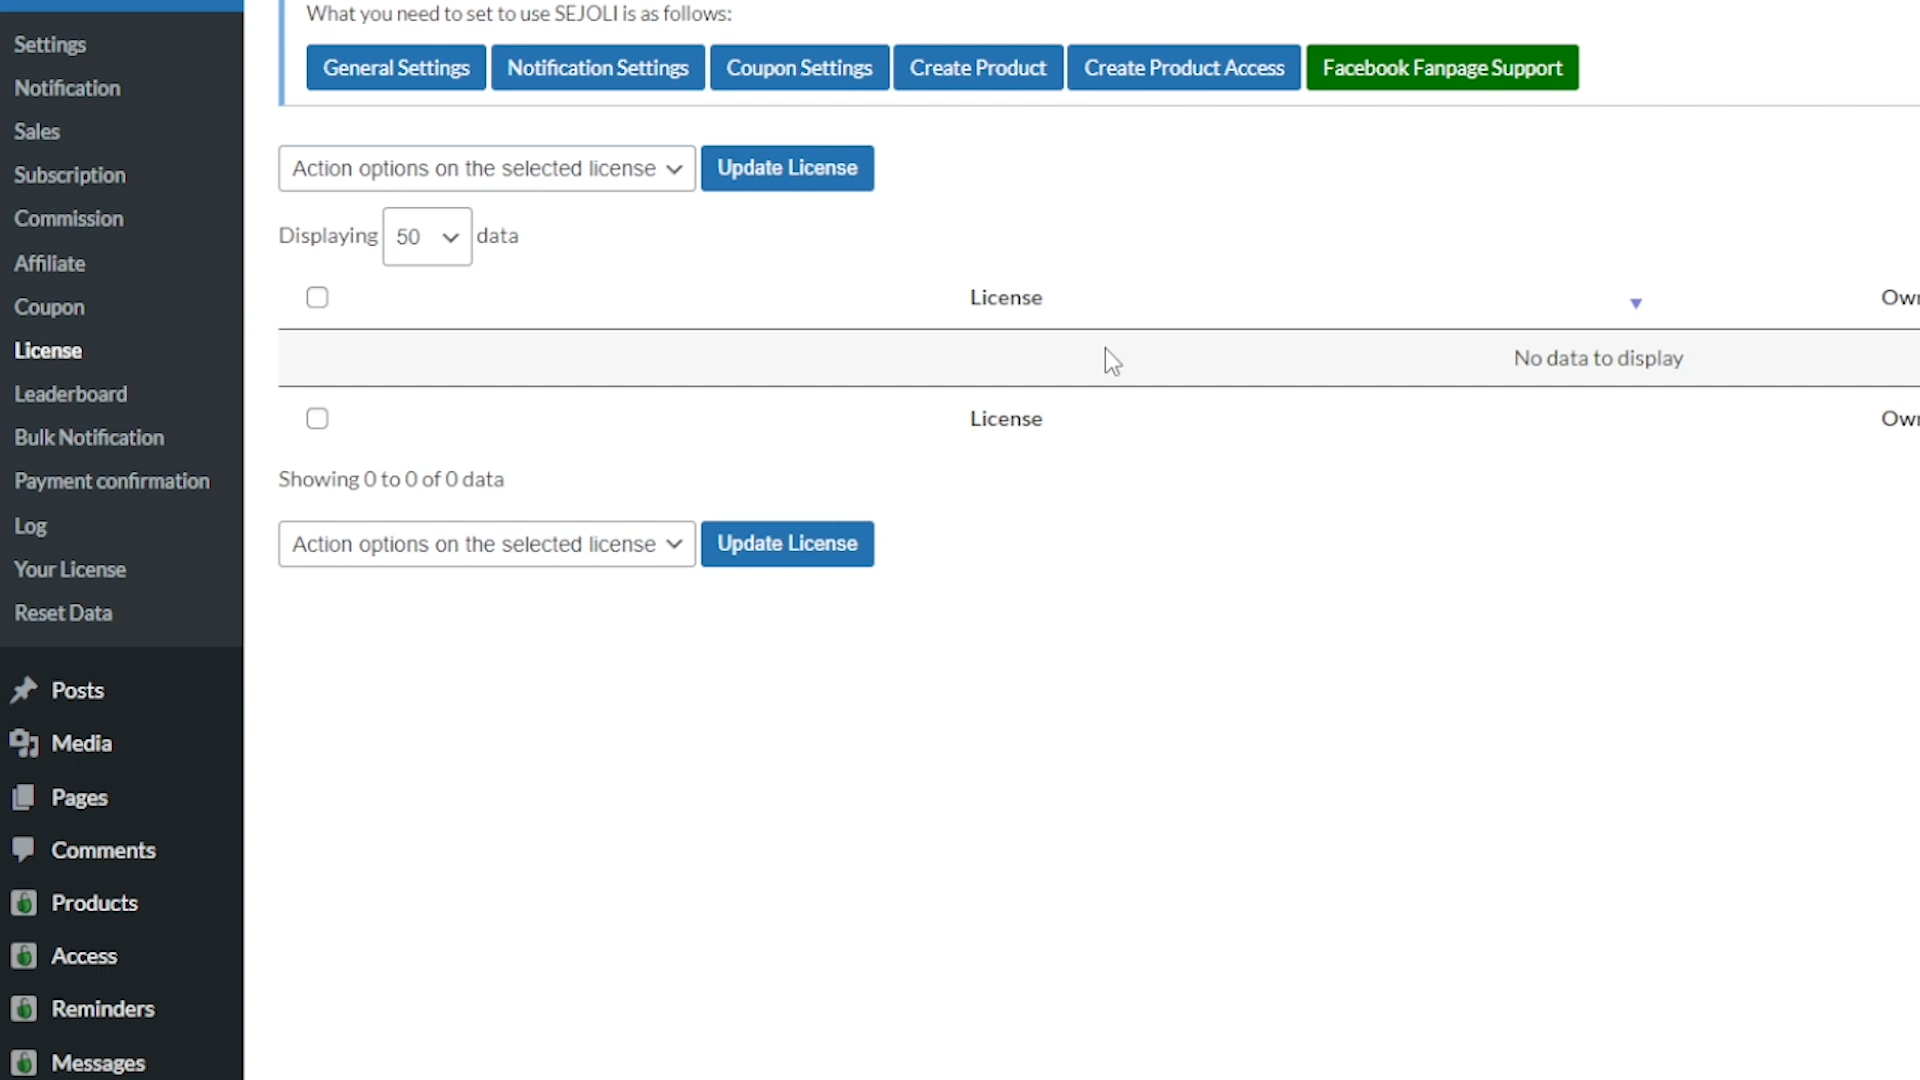 What you need to set to use SEJOLI is as follows:
General Settings Notification Settings Coupon Settings Create Product Create Product Access Facebook Fanpage Support
Settings
Notification
Sales
Subscription
Commission
Affiliate
Coupon
License
Leaderboard
Bulk Notification
Payment confirmation
Log
Your License
Reset Data
Posts
Media
Pages
Comments
Products
Access
Reminders
Messages
Action options on the selected license Update License
Displaying 50 data
License
No data to display
License
Showing 0 to 0 of 0 data
Action options on the selected license Update License